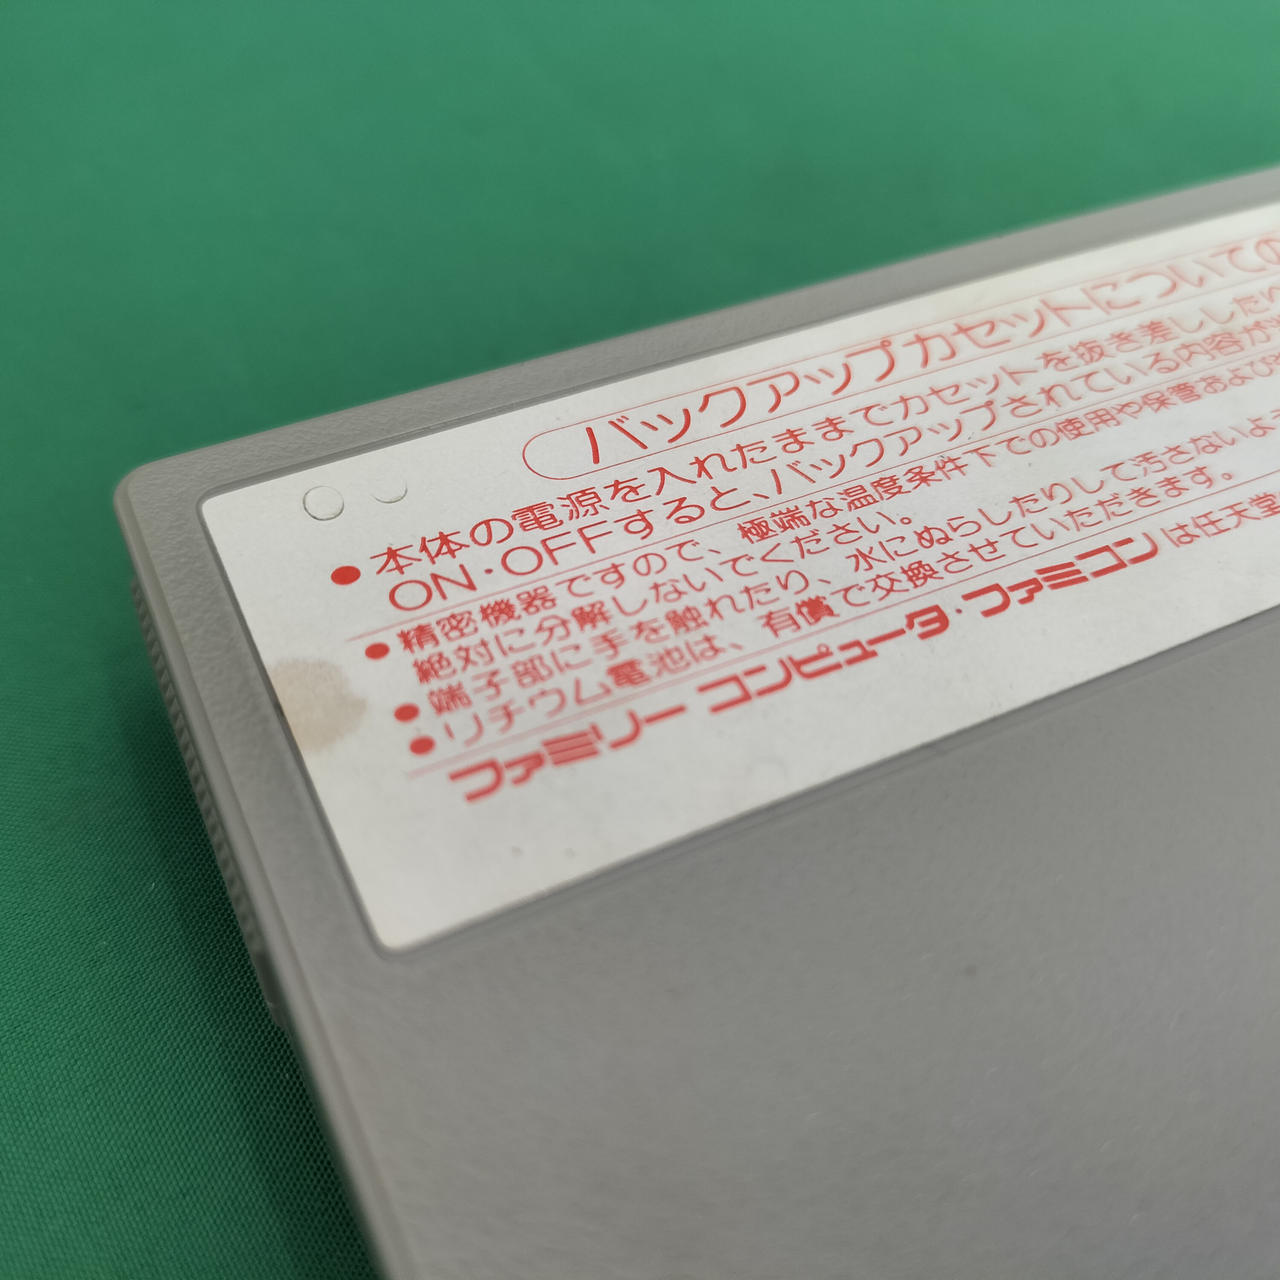 バックアップカセットについての
●本体の電源を入れたままでカセットを抜き差ししたり
ON・OFFすると、バックアップされている内容が
●精密機器ですので、極端な温度条件下での使用や保管および
絶対に分解しないでください。
●端子部に手を触れたり、水にぬらしたりして汚さないよ
●リチウム電池は、有償で交換させていただきます。
ファミリーコンピュータ・ファミコンは任天堂